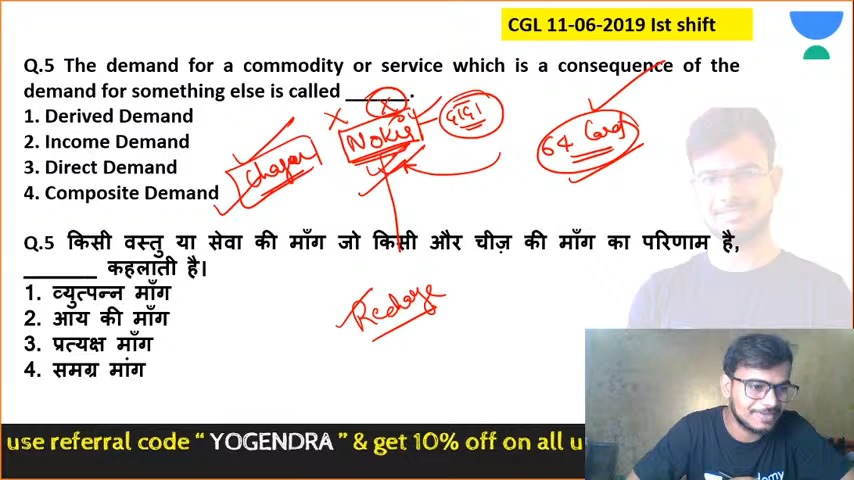 CGL 11-06-2019 Ist shift
Q.5 The demand for a commodity or service which is a consequence of the
demand for something else is called ______.
1. Derived Demand
2. Income Demand
3. Direct Demand
4. Composite Demand
Nokia
64
Q.5 किसी वस्तु या सेवा की माँग जो किसी और चीज़ की माँग का परिणाम है,
______ कहलाती है।
1. व्युत्पन्न माँग
2. आय की माँग
3. प्रत्यक्ष माँग
4. समग्र मांग
Recharge
use referral code “ YOGENDRA ” & get 10% off on all u